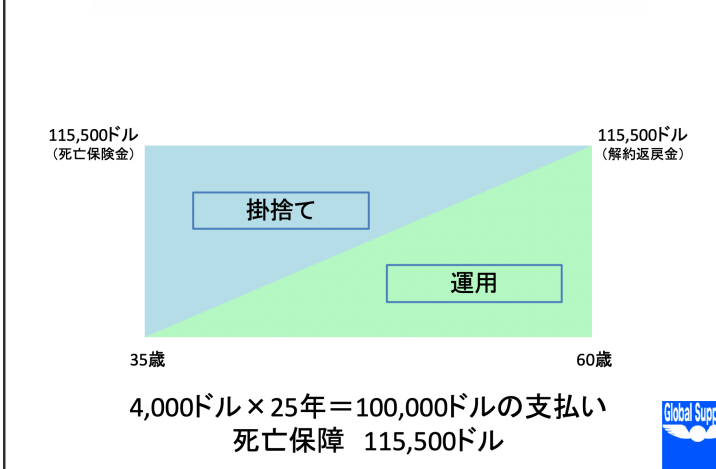 115,500ドル
（死亡保険金）
115,500ドル
（解約返戻金）
掛捨て
運用
35歳
60歳
4,000ドル×25年＝100,000ドルの支払い
死亡保障 115,500ドル
Global